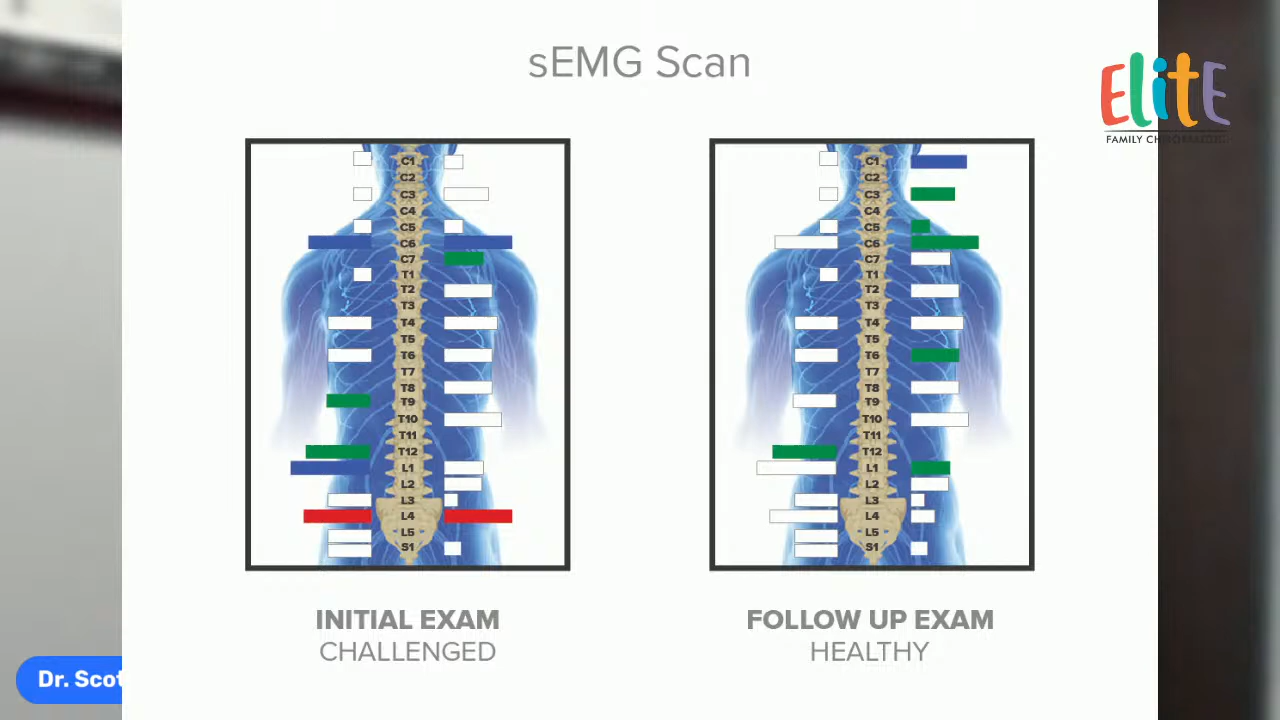 sEMG Scan
ElitE
FAMILY CHIROPRACTIC
C1
C2
C3
C4
C5
C6
C7
T1
T2
T3
T4
T5
T6
T7
T8
T9
T10
T11
T12
L1
L2
L3
L4
L5
S1
C1
C2
C3
C4
C5
C6
C7
T1
T2
T3
T4
T5
T6
T7
T8
T9
T10
T11
T12
L1
L2
L3
L4
L5
S1
INITIAL EXAM
CHALLENGED
FOLLOW UP EXAM
HEALTHY
Dr. Scot